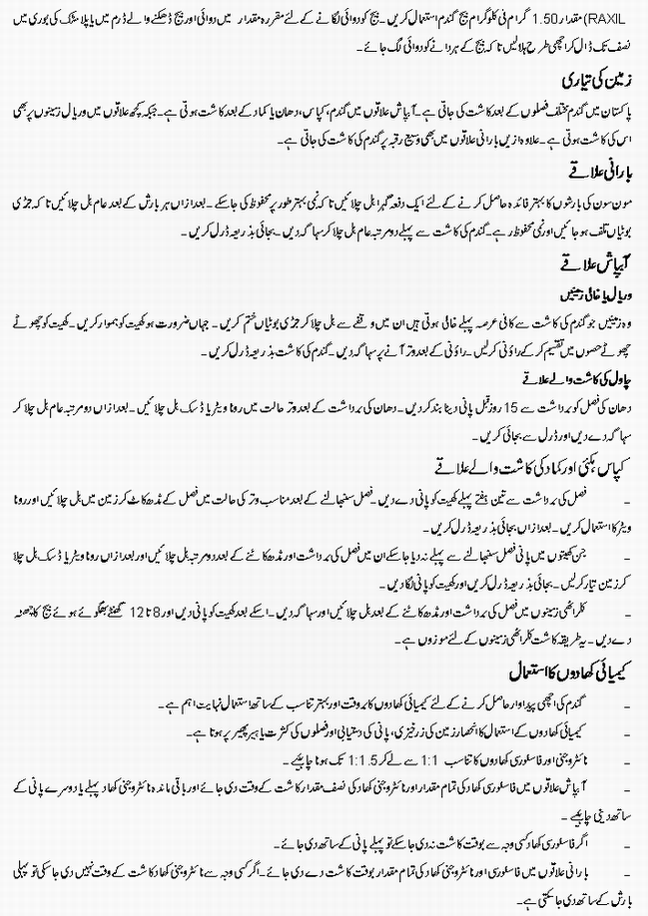 RAXIL) مقدار 1.50 گرام فی کلوگرام بیج گندم استعمال کریں۔ بیج کو دوائی لگانے کے لئے مقررہ مقدار میں دوائی اور بیج ڈھکنے والے ڈرم میں یا پلاسٹک کی بوری میں
نصف تک ڈال کر اچھی طرح ہلالیں تاکہ بیج کے ہر دانے کو دوائی لگ جائے۔
زمین کی تیاری
پاکستان میں گندم مختلف فصلوں کے بعد کاشت کی جاتی ہے۔ آبپاش علاقوں میں گندم، کپاس، دھان یا کماد کے بعد کاشت ہوتی ہے۔ جبکہ کچھ علاقوں میں وریال زمینوں پر بھی
اس کی کاشت ہوتی ہے۔ علاوہ ازیں بارانی علاقوں میں بھی وسیع رقبہ پر گندم کی کاشت کی جاتی ہے۔
بارانی علاقے
مون سون کی بارشوں کا بہتر فائدہ حاصل کرنے کے لئے ایک دفعہ گہرا ہل چلائیں تاکہ نمی بہتر طور پر محفوظ کی جاسکے۔ بعد ازاں ہر بارش کے بعد عام ہل چلائیں تاکہ جڑی
بوٹیاں تلف ہو جائیں اور نمی محفوظ رہے۔ گندم کی کاشت سے پہلے دو مرتبہ عام ہل چلا کر سہاگہ دیں۔ بجائی بذریعہ ڈرل کریں۔
آبپاش علاقے
وریال یا خالی زمینیں
وہ زمینیں جو گندم کی کاشت سے کافی عرصہ پہلے خالی ہوتی ہیں ان میں وقفے سے ہل چلا کر جڑی بوٹیاں ختم کریں۔ جہاں ضرورت ہو کھیت کو ہموار کریں۔ کھیت کو چھوٹے
چھوٹے حصوں میں تقسیم کر کے راؤنی کرلیں۔ راؤنی کے بعد وتر آنے پر سہاگہ دیں۔ گندم کی کاشت بذریعہ ڈرل کریں۔
چاول کی کاشت والے علاقے
دھان کی فصل کو برداشت سے 15 روز قبل پانی دینا بند کردیں۔ دھان کی برداشت کے بعد وتر حالت میں روٹا ویٹر یا ڈسک ہل چلائیں۔ بعد ازاں دو مرتبہ عام ہل چلا کر
سہاگہ دے دیں اور ڈرل سے بجائی کریں۔
کپاس، مکئی اور کماد کی کاشت والے علاقے
- فصل کی برداشت سے تین ہفتے پہلے کھیت کو پانی دے دیں۔ فصل سنبھالنے کے بعد مناسب وتر کی حالت میں فصل کے مڈھ کاٹ کر زمین میں ہل چلائیں اور روٹا
ویٹر کا استعمال کریں۔ بعد ازاں بجائی بذریعہ ڈرل کریں۔
- جن کھیتوں میں پانی فصل سنبھالنے سے پہلے نہ دیا جاسکے ان میں فصل کی برداشت اور مڈھ کاٹنے کے بعد دو مرتبہ ہل چلائیں اور بعد ازاں روٹا ویٹر یا ڈسک ہل چلا
کر زمین تیار کرلیں۔ بجائی بذریعہ ڈرل کریں اور کھیت کو پانی لگا دیں۔
- کلراٹھی زمینوں میں فصل کی برداشت اور مڈھ کاٹنے کے بعد ہل چلائیں اور سہاگہ دیں۔ اسکے بعد کھیت کو پانی دیں اور 8 تا 12 گھنٹے بھگوئے ہوئے بیج کا چھٹہ
دے دیں۔ یہ طریقہ کاشت کلراٹھی زمینوں کے لئے موزوں ہے۔
کیمیائی کھادوں کا استعمال
- گندم کی اچھی پیداوار حاصل کرنے کے لئے کیمیائی کھادوں کا بروقت اور بہتر تناسب کے ساتھ استعمال نہایت اہم ہے۔
- کیمیائی کھادوں کے استعمال کا انحصار زمین کی زرخیزی، پانی کی دستیابی اور فصلوں کی کثرت یا ہیر پھیر پر ہوتا ہے۔
- نائٹروجنی اور فاسفورسی کھادوں کا تناسب 1:1 سے لے کر 1:1.5 تک ہونا چاہئیے۔
- آبپاش علاقوں میں فاسفورسی کھاد کی تمام مقدار اور نائٹروجنی کھاد کی نصف مقدار کاشت کے وقت دی جائے اور باقی ماندہ نائٹروجنی کھاد پہلے یا دوسرے پانی کے
ساتھ دینی چاہیئے۔
- اگر فاسفورسی کھاد کسی وجہ سے بوقت کاشت نہ دی جاسکے تو پہلے پانی کے ساتھ دی جائے۔
- بارانی علاقوں میں فاسفورسی اور نائٹروجنی کھاد کی تمام مقدار بوقت کاشت دے دی جائے۔ اگر کسی وجہ سے نائٹروجنی کھاد کاشت کے وقت نہیں دی جاسکی تو پہلی
بارش کے ساتھ دی جاسکتی ہے۔